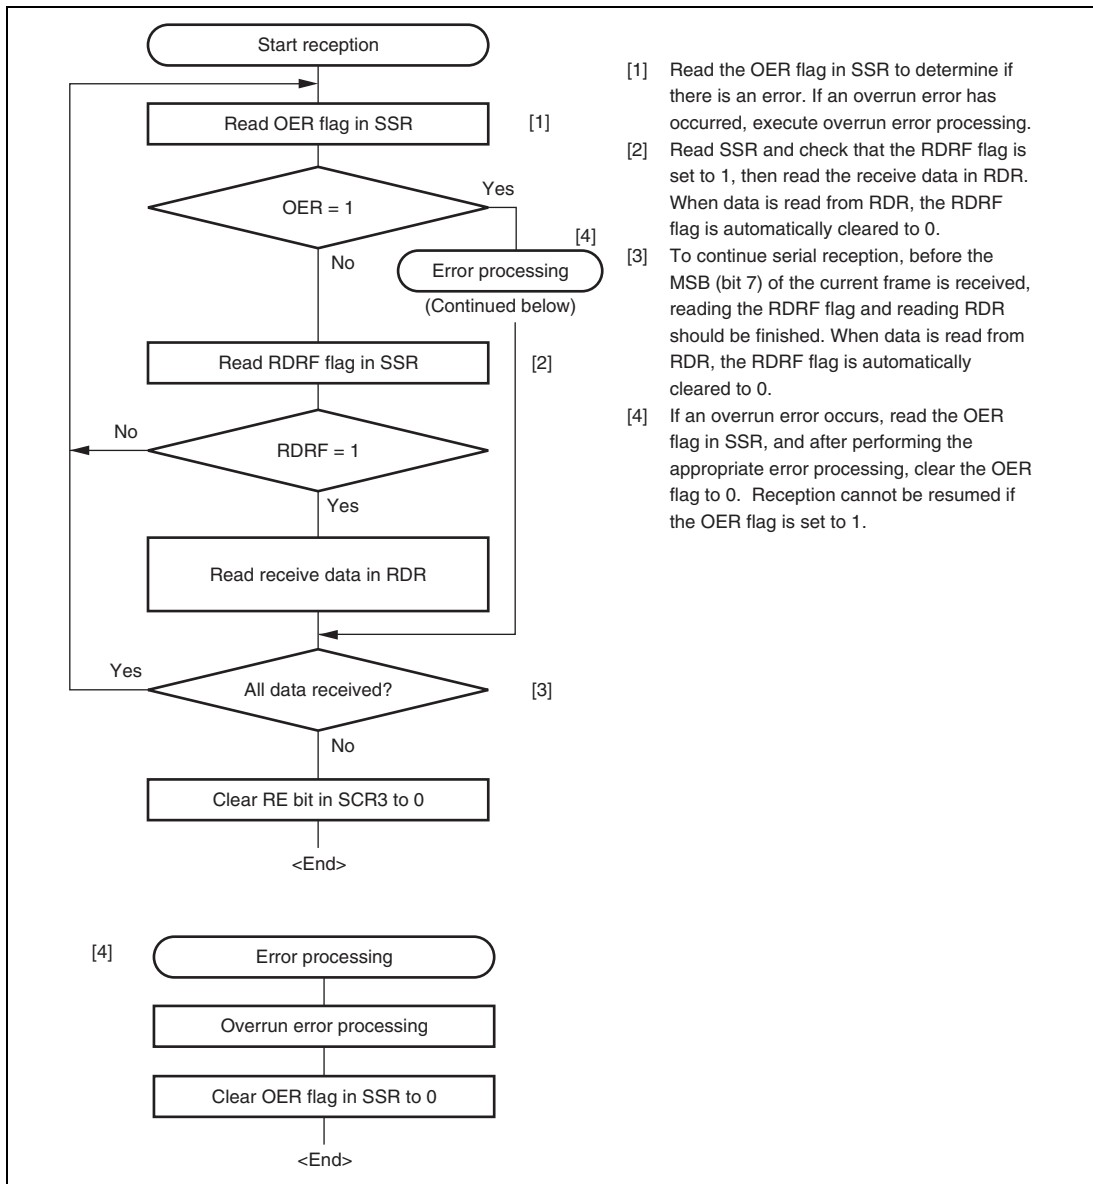 Start reception
Read OER flag in SSR
[1]
OER = 1
Yes
No
[4]
Error processing
(Continued below)
Read RDRF flag in SSR
[2]
No
RDRF = 1
Yes
Read receive data in RDR
Yes
All data received?
[3]
No
Clear RE bit in SCR3 to 0
<End>
[4]
Error processing
Overrun error processing
Clear OER flag in SSR to 0
<End>
[1] Read the OER flag in SSR to determine if
there is an error. If an overrun error has
occurred, execute overrun error processing.
[2] Read SSR and check that the RDRF flag is
set to 1, then read the receive data in RDR.
When data is read from RDR, the RDRF
flag is automatically cleared to 0.
[3] To continue serial reception, before the
MSB (bit 7) of the current frame is received,
reading the RDRF flag and reading RDR
should be finished. When data is read from
RDR, the RDRF flag is automatically
cleared to 0.
[4] If an overrun error occurs, read the OER
flag in SSR, and after performing the
appropriate error processing, clear the OER
flag to 0. Reception cannot be resumed if
the OER flag is set to 1.